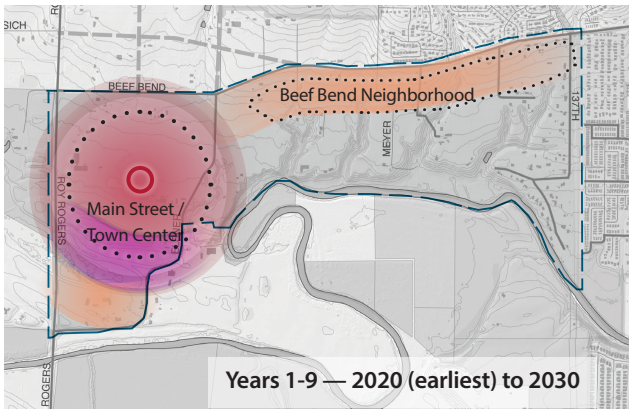 SICH
RO
BEEF BEND
Beef Bend Neighborhood
137TH
MEYER
ROY ROGERS
Main Street /
Town Center
ROGERS
Years 1-9 — 2020 (earliest) to 2030